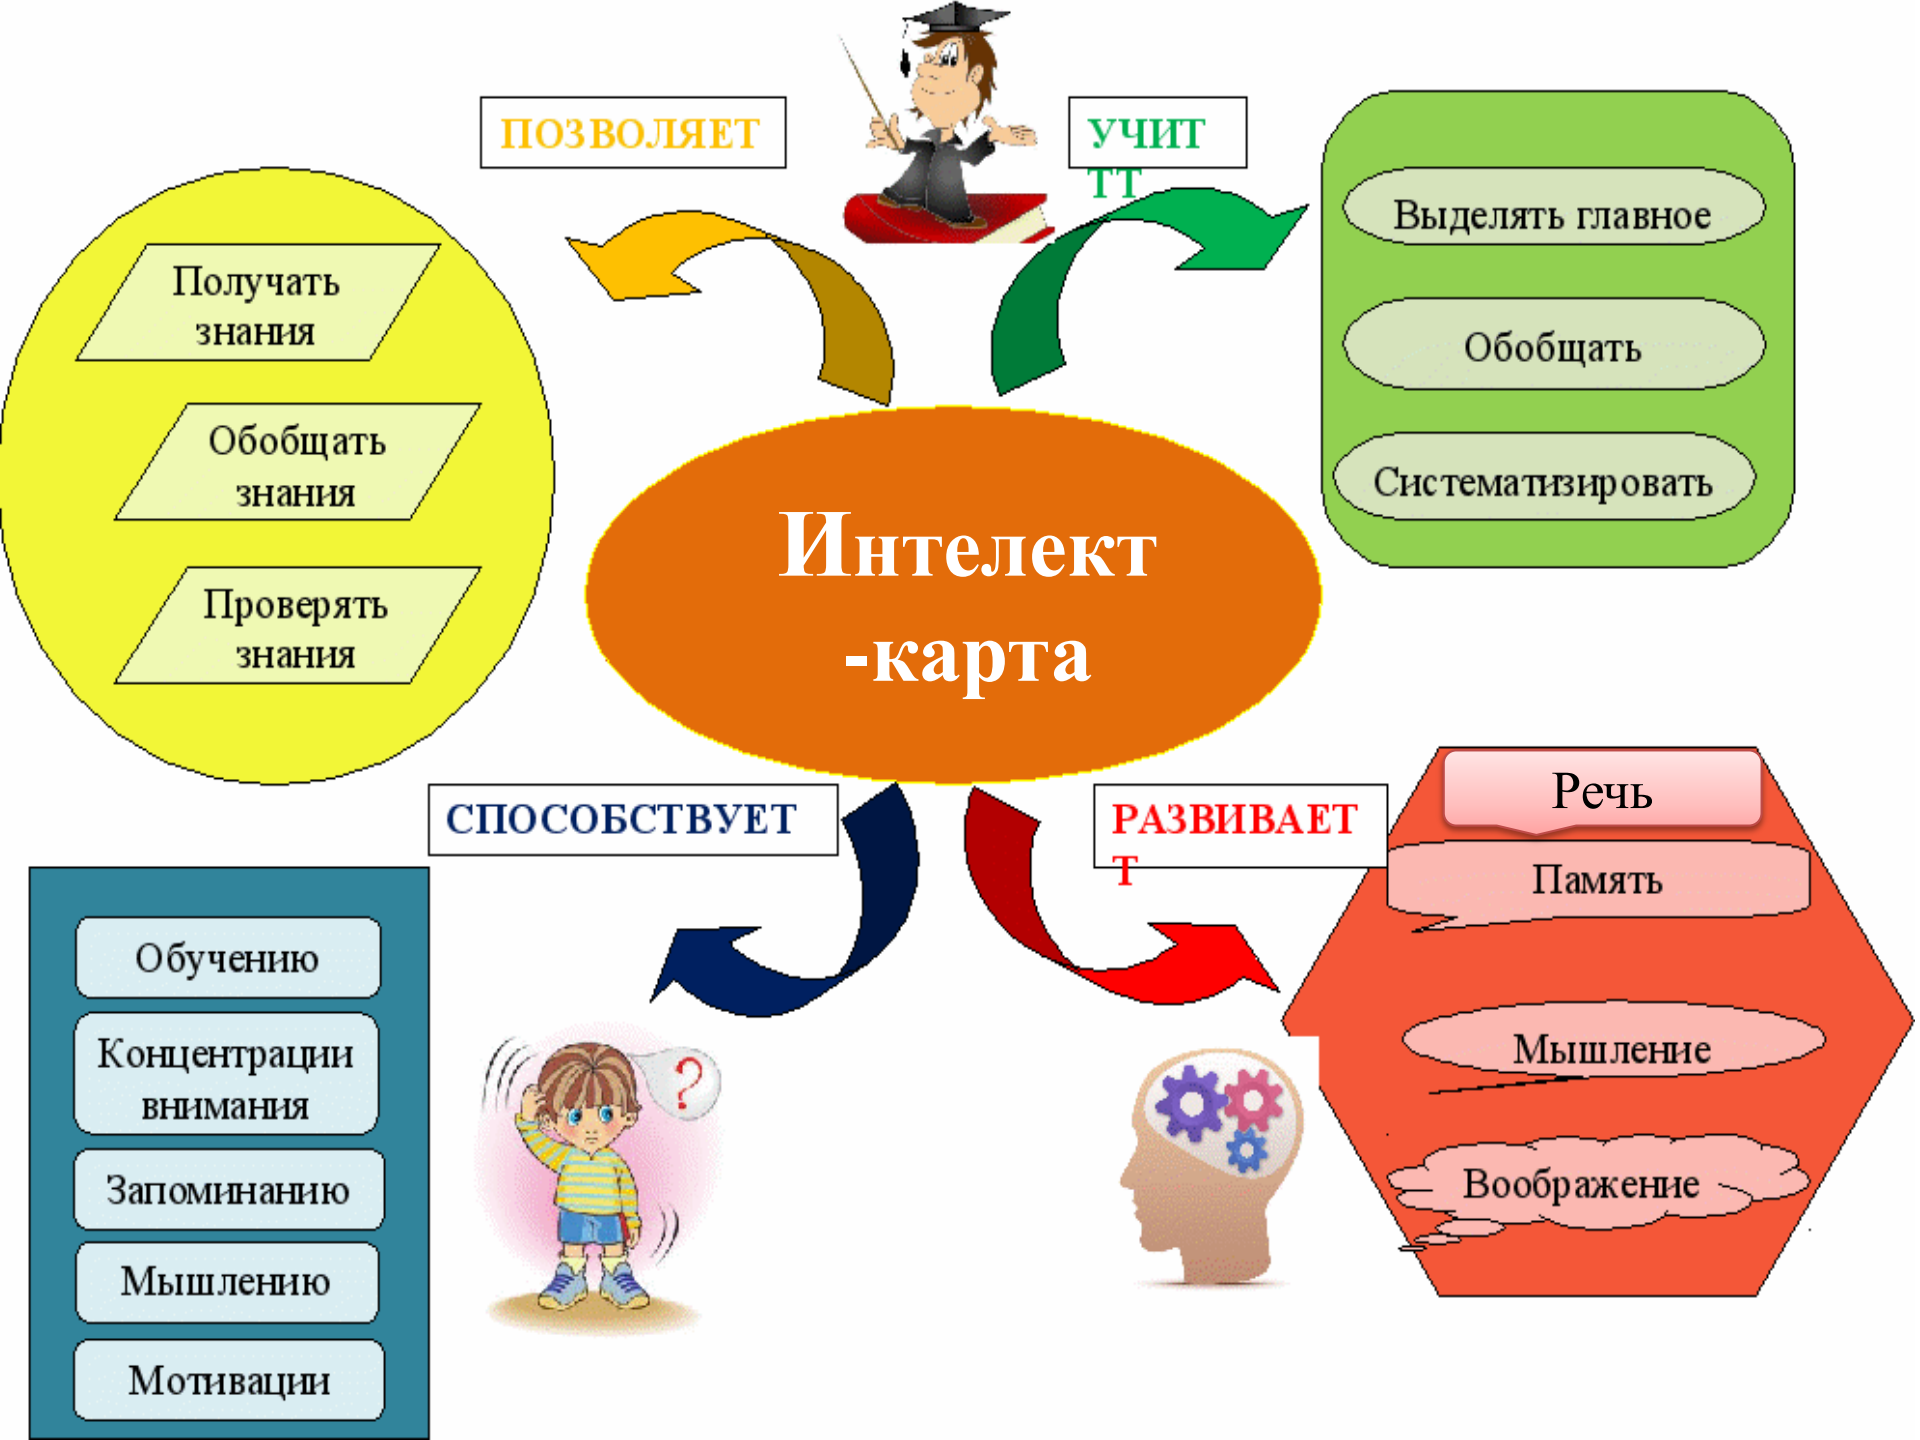 ПОЗВОЛЯЕТ
УЧИТ
ТТ
Получать
знания
Обобщать
знания
Проверять
знания
Выделять главное
Обобщать
Систематизировать
Интелект
-карта
СПОСОБСТВУЕТ
РАЗВИВАЕТ
Т
Обучению
Концентрации
внимания
Запоминанию
Мышлению
Мотивации
?
Речь
Память
Мышление
Воображение